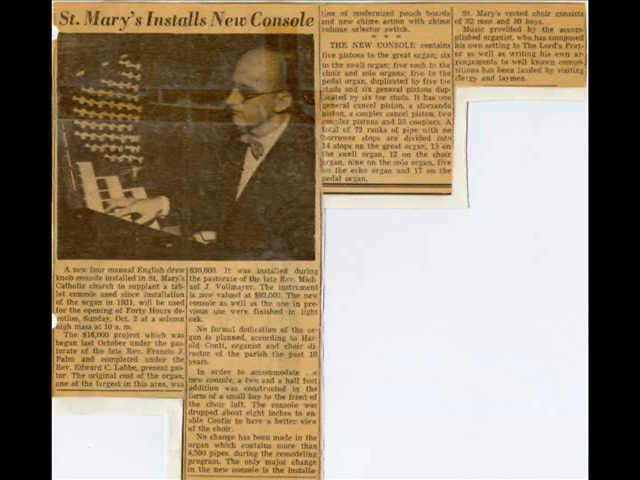 St. Mary's Installs New Console
A new four manual English draw
knob console installed in St. Mary's
Catholic church to supplant a tab-
let console used since installation
of the organ in 1921, will be used
for the opening of Forty Hours de-
votion, Sunday, Oct. 2 at a solemn
high mass at 10 a. m.
The $16,000 project which was
begun last October under the pas-
torate of the late Rev. Francis J.
Palm and completed under the
Rev. Edward C. Labbe, present pas-
tor. The original cost of the organ,
one of the largest in this area, was
$30,000. It was installed during
the pastorate of the late Rev. Mich-
ael J. Vollmayer. The instrument
is now valued at $92,000. The new
console as well as the one in pre-
vious use were finished in light
oak.
No formal dedication of the or-
gan is planned, according to Har-
old Conti, organist and choir di-
rector of the parish the past 10
years.
In order to accommodate
new console, a two and a half foot
addition was constructed in the
form of a small bay to the front of
the choir loft. The console was
dropped about eight inches to en-
able Contin to have a better view
of the choir.
No change has been made in the
organ which contains more than
4,500 pipes, during the remodeling
program. The only major change
in the new console is the installa-
tion of modernized pouch boards
and new chime action with chime
volume selector switch.
* * *
THE NEW CONSOLE contains
five pistons to the great organ; six
to the swell organ; five each to the
choir and solo organs; five to the
pedal organ, duplicated by five toe
studs and six general pistons dup-
licated by six toe studs. It has one
general cancel piston, a sforzando
piston, a coupler cancel piston, two
coupler pistons and 35 couplers. A
total of 72 ranks of pipe with no
borrower stops are divided into
14 stops on the great organ, 15 on
the swell organ, 12 on the choir
organ, nine on the solo organ, five
on the echo organ and 17 on the
pedal organ.
St. Mary's vested choir consists
of 32 men and 50 boys.
Music provided by the accom-
plished organist, who has composed
his own setting to The Lord's Pray-
er as well as writing his own ar-
rangements to well known compo-
sitions has been lauded by visiting
clergy and laymen.